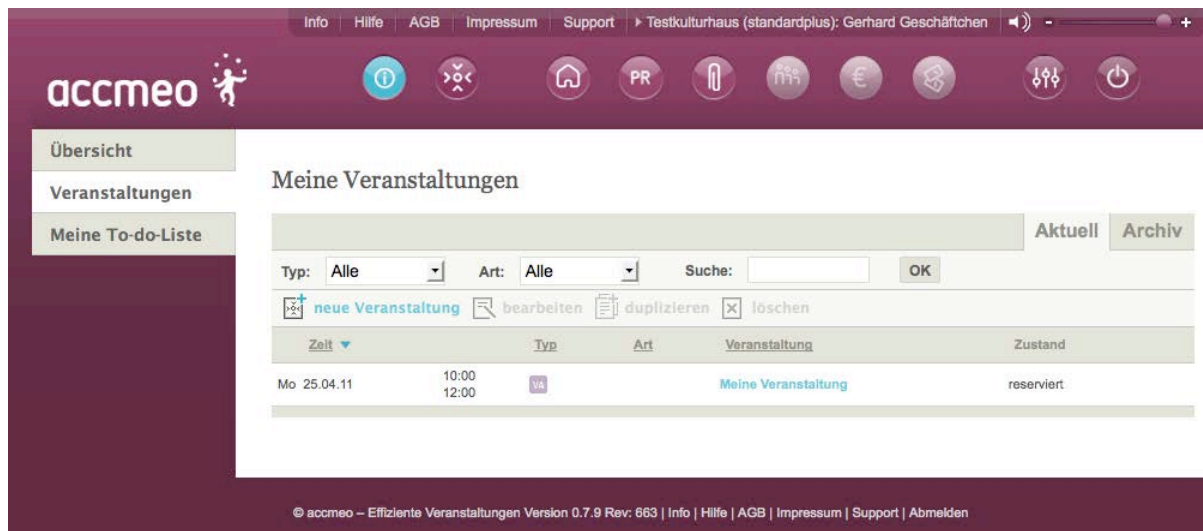 Info Hilfe AGB Impressum Support Testkulturhaus (standardplus): Gerhard Geschäftchen - +
accmeo
PR
€
Übersicht
Veranstaltungen
Meine To-do-Liste
Meine Veranstaltungen
Aktuell Archiv
Typ: Alle Art: Alle Suche: OK
neue Veranstaltung bearbeiten duplizieren löschen
Zeit Typ Art Veranstaltung Zustand
Mo 25.04.11 10:00 VA Meine Veranstaltung reserviert
12:00
© accmeo – Effiziente Veranstaltungen Version 0.7.9 Rev: 663 | Info | Hilfe | AGB | Impressum | Support | Abmelden